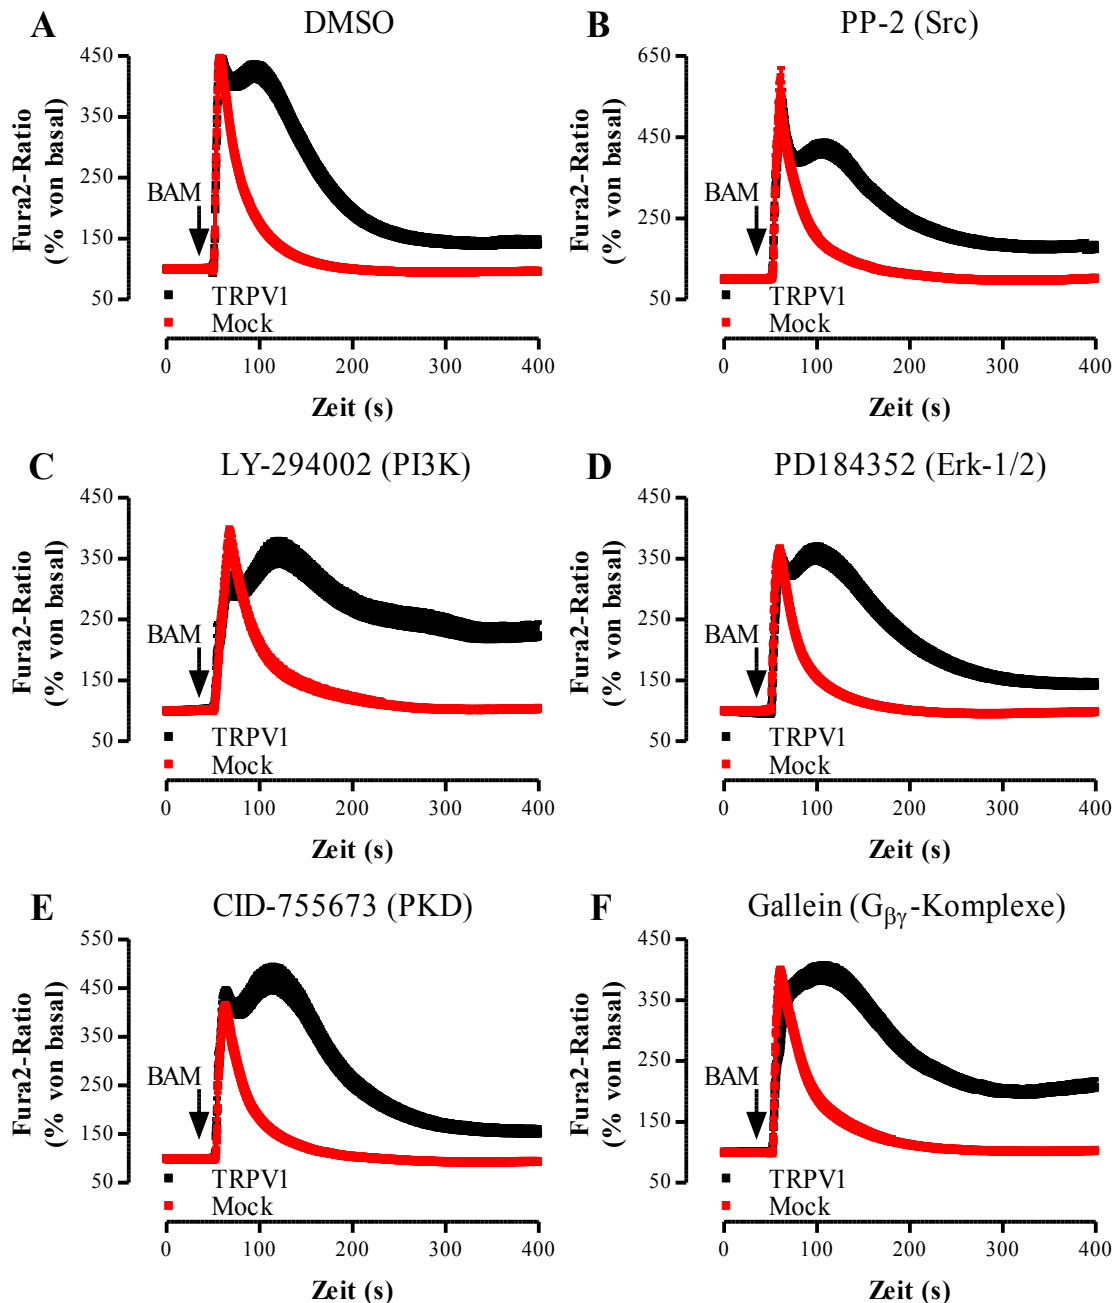 A DMSO
Fura2-Ratio
(% von basal)
450
350
250
150
50
BAM
TRPV1
Mock
0 100 200 300 400
Zeit (s)
B PP-2 (Src)
Fura2-Ratio
(% von basal)
650
450
250
50
BAM
TRPV1
Mock
0 100 200 300 400
Zeit (s)
C LY-294002 (PI3K)
Fura2-Ratio
(% von basal)
450
350
250
150
50
BAM
TRPV1
Mock
0 100 200 300 400
Zeit (s)
D PD184352 (Erk-1/2)
Fura2-Ratio
(% von basal)
450
350
250
150
50
BAM
TRPV1
Mock
0 100 200 300 400
Zeit (s)
E CID-755673 (PKD)
Fura2-Ratio
(% von basal)
550
450
350
250
150
50
BAM
TRPV1
Mock
0 100 200 300 400
Zeit (s)
F Gallein (Gβγ-Komplexe)
Fura2-Ratio
(% von basal)
450
350
250
150
50
BAM
TRPV1
Mock
0 100 200 300 400
Zeit (s)